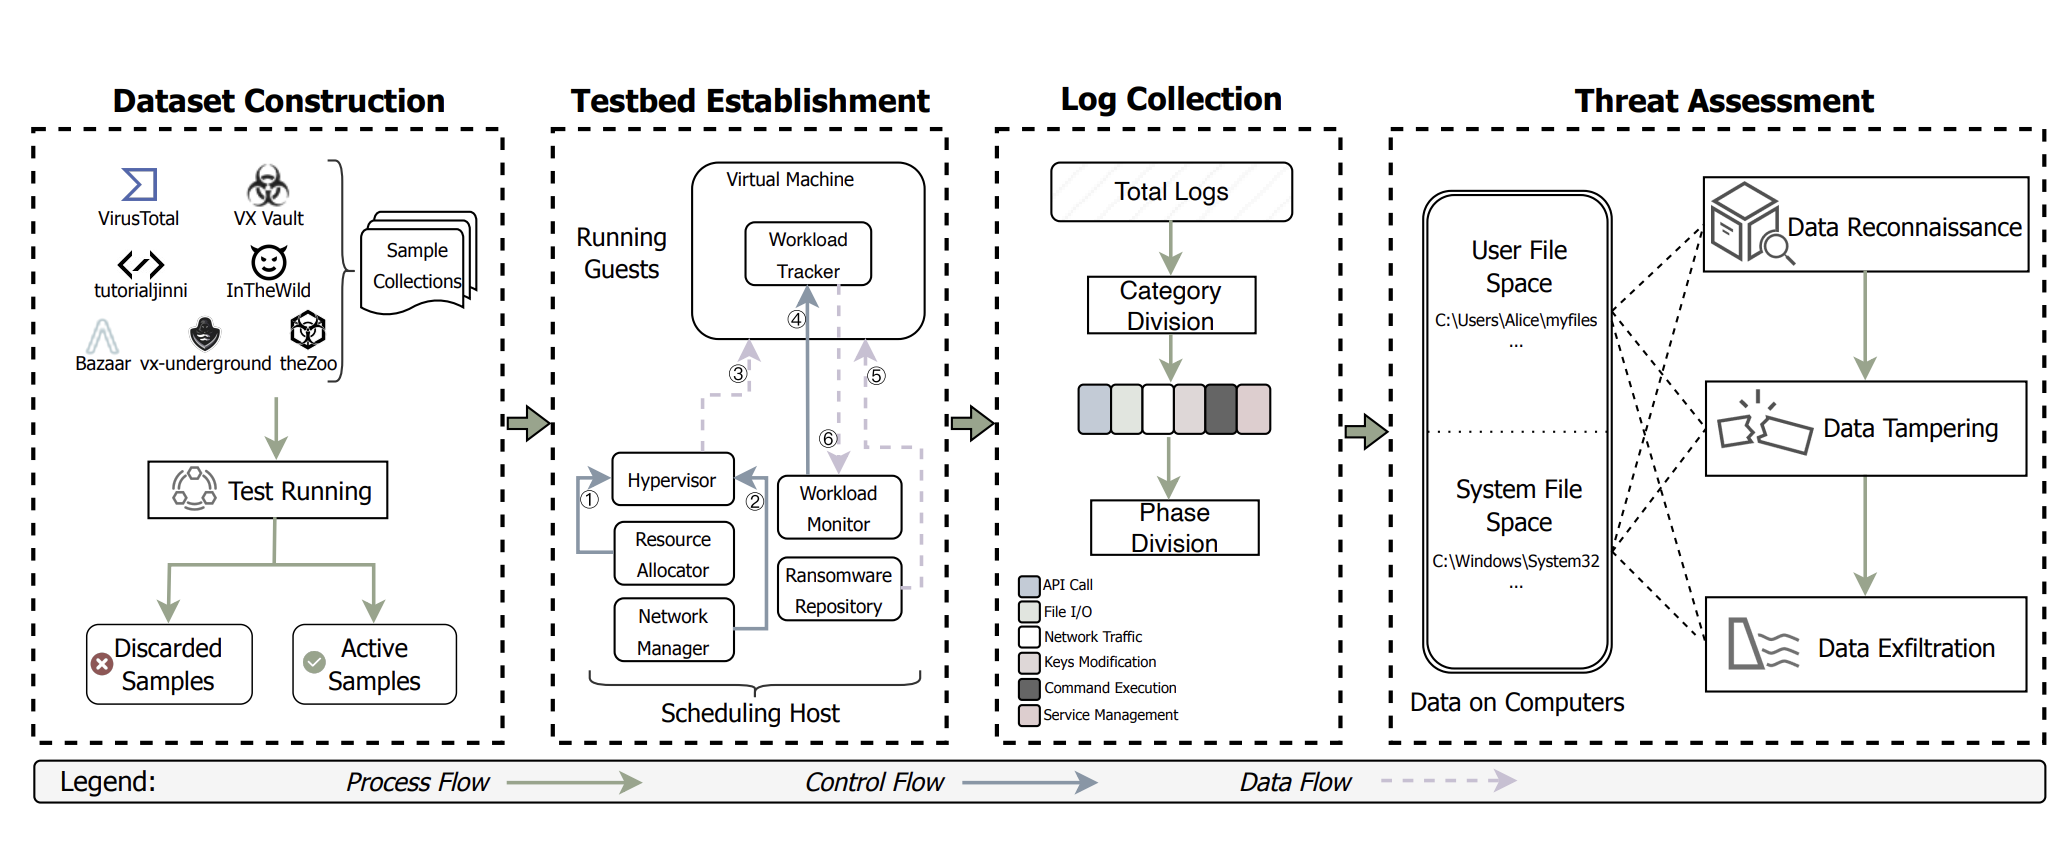 Dataset Construction
VirusTotal
VX Vault
tutorialjinni
InTheWild
Bazaar
vx-underground
theZoo
Sample
Collections
Test Running
Discarded
Samples
Active
Samples
Testbed Establishment
Running
Guests
Virtual Machine
Workload
Tracker
④
③
⑤
⑥
Hypervisor
①
②
Workload
Monitor
Resource
Allocator
Ransomware
Repository
Network
Manager
Scheduling Host
Log Collection
Total Logs
Category
Division
Phase
Division
API Call
File I/O
Network Traffic
Keys Modification
Command Execution
Service Management
Threat Assessment
User File
Space
C:\Users\Alice\myfiles
...
System File
Space
C:\Windows\System32
...
Data on Computers
Data Reconnaissance
Data Tampering
Data Exfiltration
Legend:
Process Flow
Control Flow
Data Flow